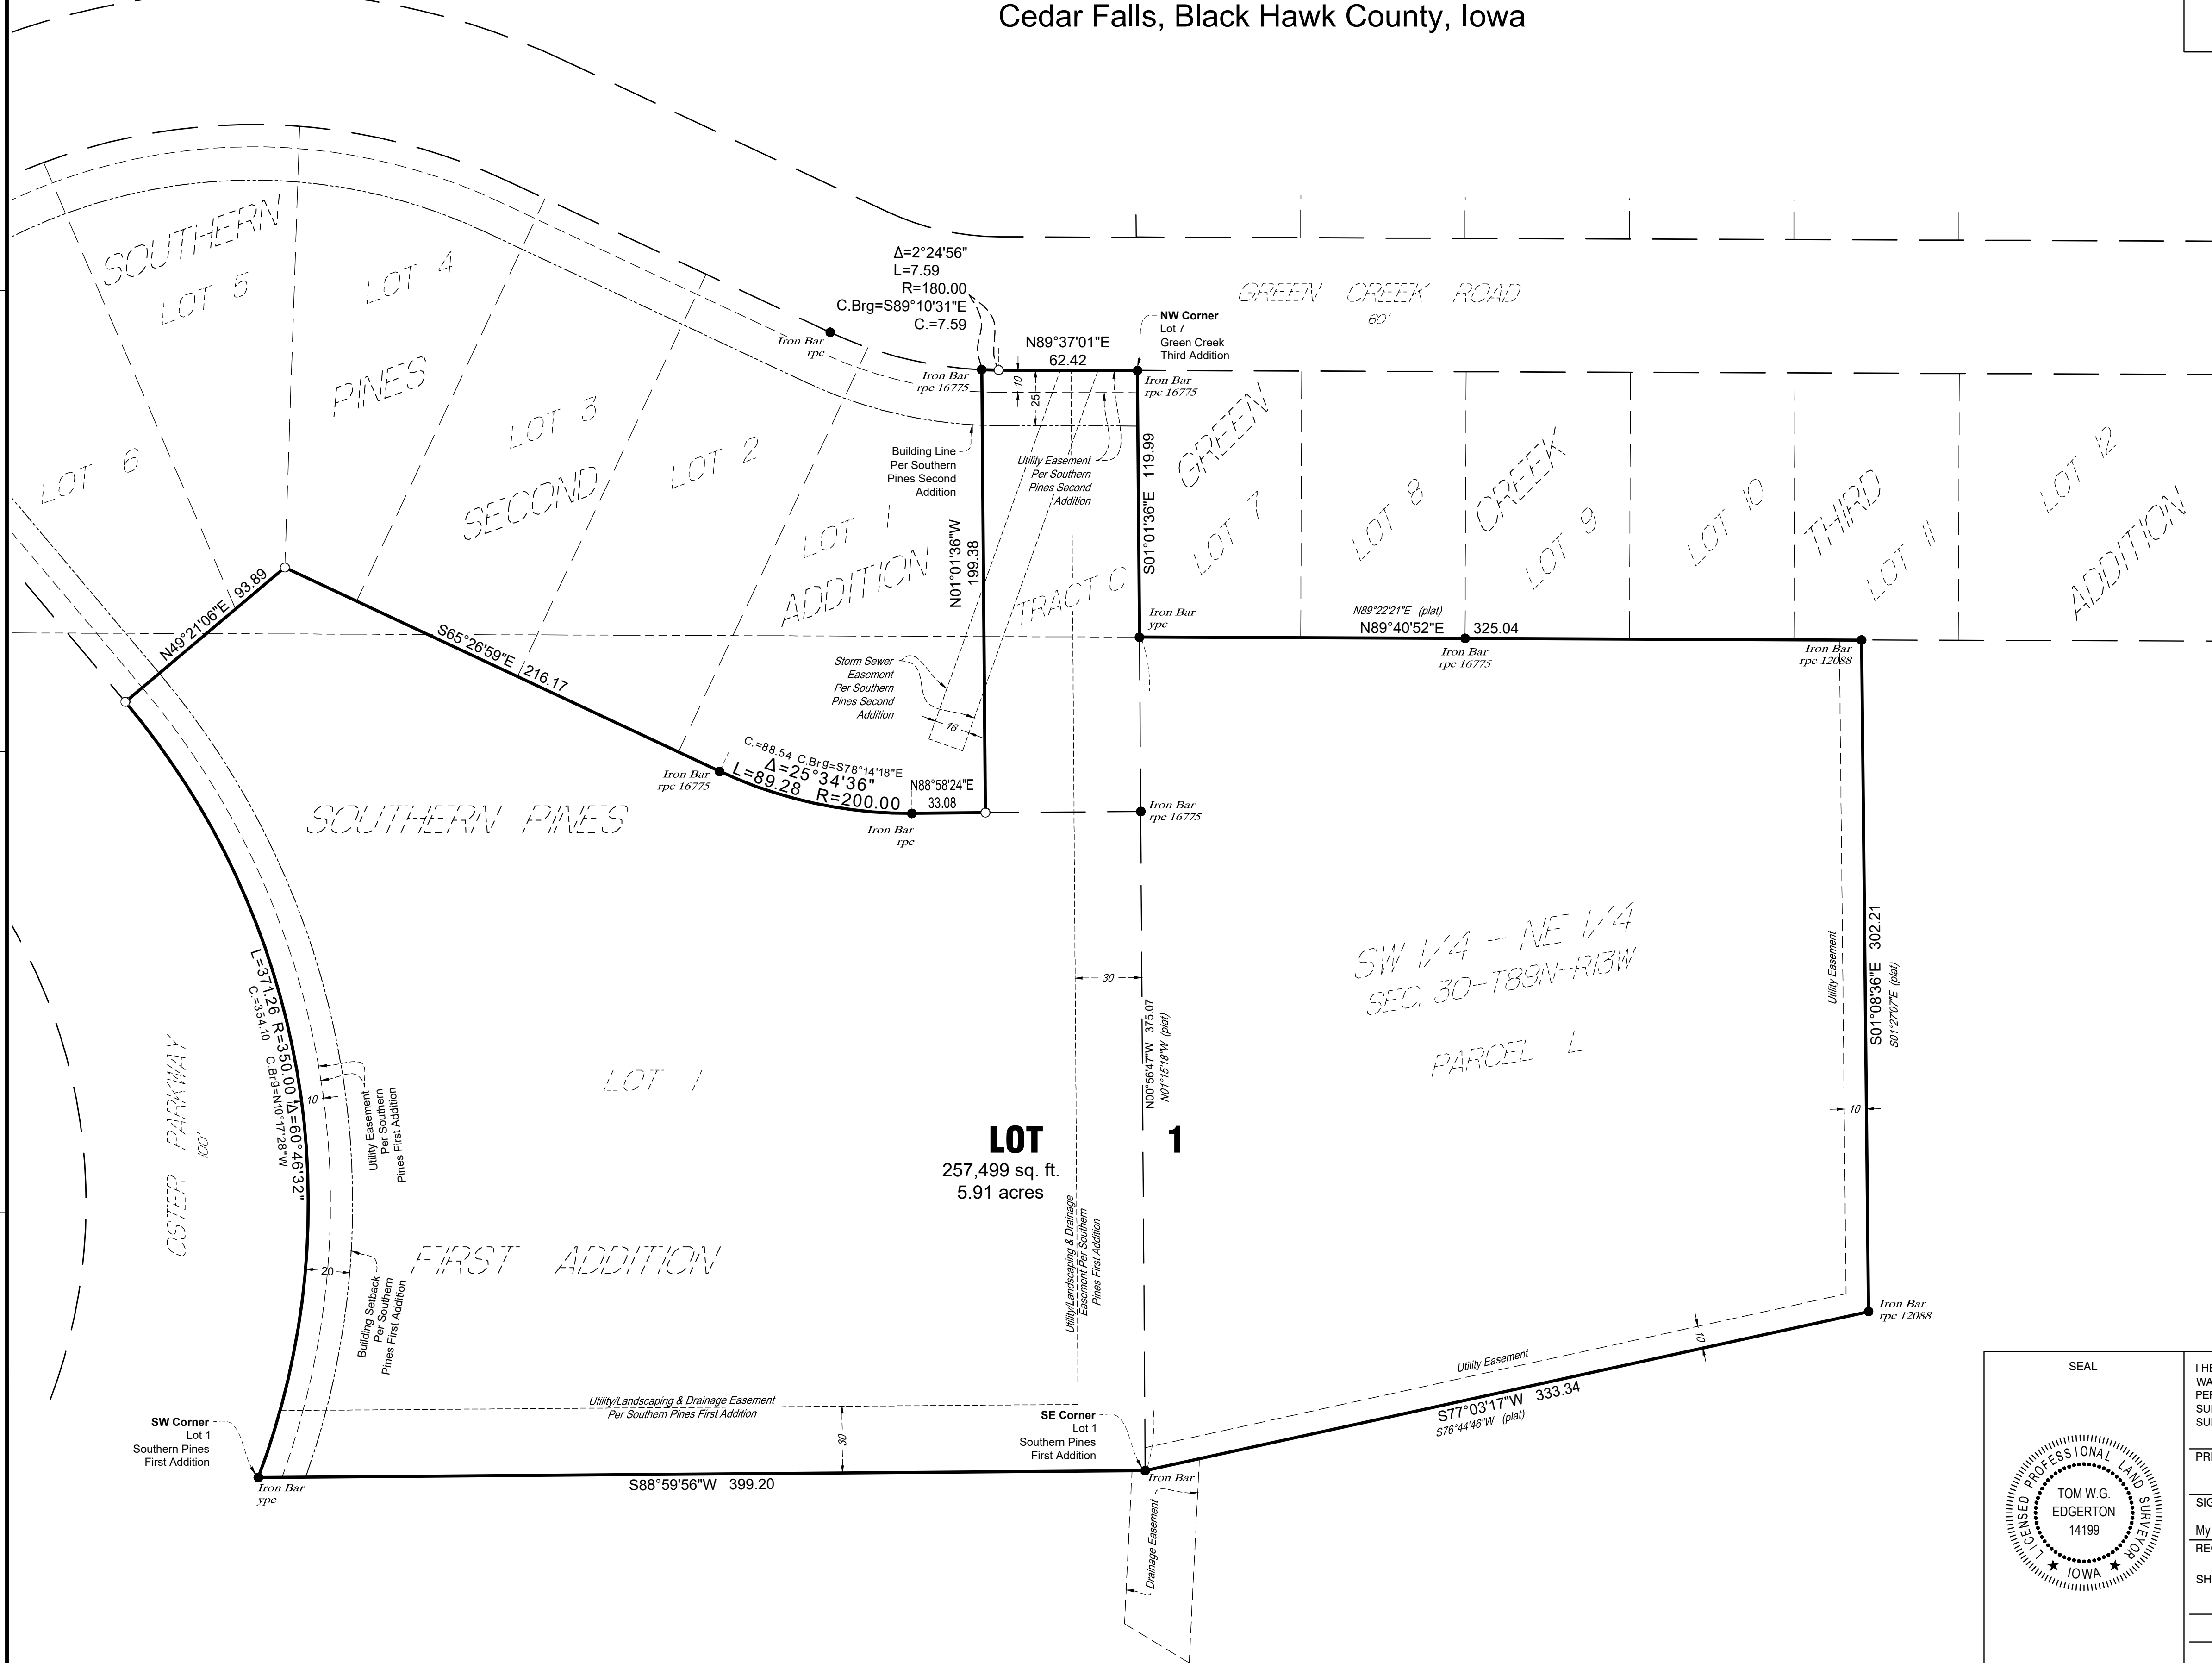 Cedar Falls, Black Hawk County, Iowa
SOUTHERN
LOT 5
LOT 4
PINES
LOT 6
LOT 3
SECOND
LOT 2
LOT 1
ADDITION
Δ=2°24'56"
L=7.59
R=180.00
C.Brg=S89°10'31"E
C.=7.59
Iron Bar
rpc
Iron Bar
rpc 16775
N89°37'01"E
62.42
10
25
NW Corner
Lot 7
Green Creek
Third Addition
Iron Bar
rpc 16775
GREEN CREEK ROAD
60'
Building Line
Per Southern
Pines Second
Addition
Utility Easement
Per Southern
Pines Second
Addition
N01°01'36"W
199.38
TRACT C
S01°01'36"E 119.99
GREEN
LOT 7
LOT 8
CREEK
LOT 9
LOT 10
THIRD
LOT 11
LOT 12
ADDITION
N49°21'06"E 93.89
S65°26'59"E 216.17
Storm Sewer
Easement
Per Southern
Pines Second
Addition
16
Iron Bar
ypc
N89°22'21"E (plat)
N89°40'52"E 325.04
Iron Bar
rpc 16775
Iron Bar
rpc 12088
C.=88.54 C.Brg=S78°14'18"E
Δ=25°34'36"
L=89.28 R=200.00
Iron Bar
rpc 16775
N88°58'24"E
33.08
Iron Bar
rpc
Iron Bar
rpc 16775
SOUTHERN PINES
LOT 1
FIRST ADDITION
L=371.26 R=350.00 Δ=60°46'32"
C.=354.10 C.Brg=N10°17'28"W
OSTER PARKWAY
100'
10
Utility Easement
Per Southern
Pines First Addition
20
Building Setback
Per Southern
Pines First Addition
30
N00°56'47"W 375.07
N01°15'18"W (plat)
SW 1/4 - NE 1/4
SEC. 30-T89N-R13W
PARCEL L
Utility Easement
S01°08'36"E 302.21
S01°27'07"E (plat)
10
LOT 1
257,499 sq. ft.
5.91 acres
Utility/Landscaping & Drainage
Easement Per Southern
Pines First Addition
Iron Bar
rpc 12088
10
Utility Easement
S77°03'17"W 333.34
S76°44'46"W (plat)
Utility/Landscaping & Drainage Easement
Per Southern Pines First Addition
30
SW Corner
Lot 1
Southern Pines
First Addition
Iron Bar
ypc
S88°59'56"W 399.20
SE Corner
Lot 1
Southern Pines
First Addition
Iron Bar
Drainage Easement
SEAL
LICENSED PROFESSIONAL LAND SURVEYOR
TOM W.G.
EDGERTON
14199
★ IOWA ★
I HE
WA
PER
SUR
PRI
SIG
My
REC
SH